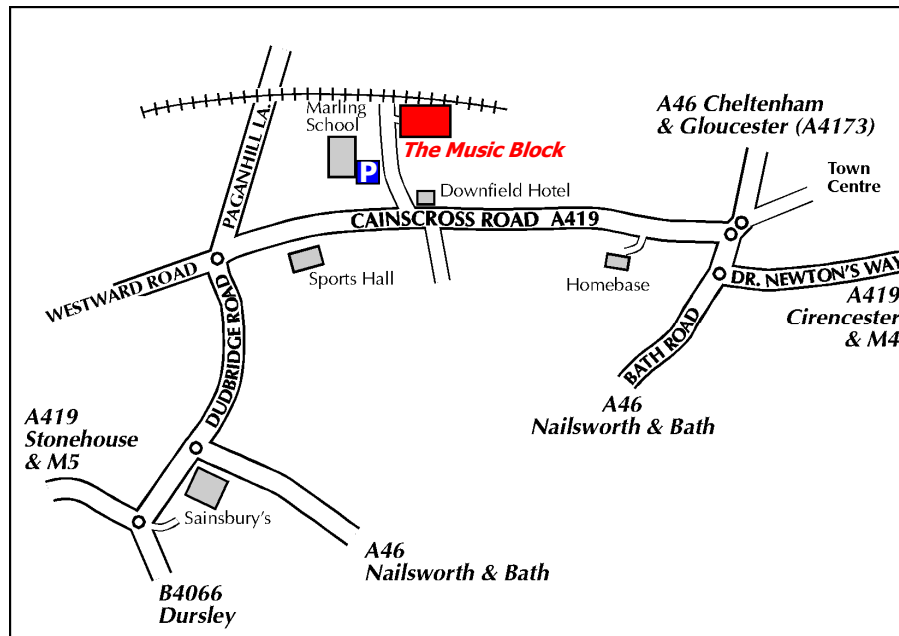 Marling
School
PAGANHILL LA.
P
The Music Block
A46 Cheltenham
& Gloucester (A4173)
Town
Centre
Downfield Hotel
CAINSCROSS ROAD A419
WESTWARD ROAD
Sports Hall
Homebase
DR. NEWTON'S WAY
A419
Cirencester
& M4
BATH ROAD
A46
Nailsworth & Bath
DUDBRIDGE ROAD
A419
Stonehouse
& M5
Sainsbury's
A46
Nailsworth & Bath
B4066
Dursley